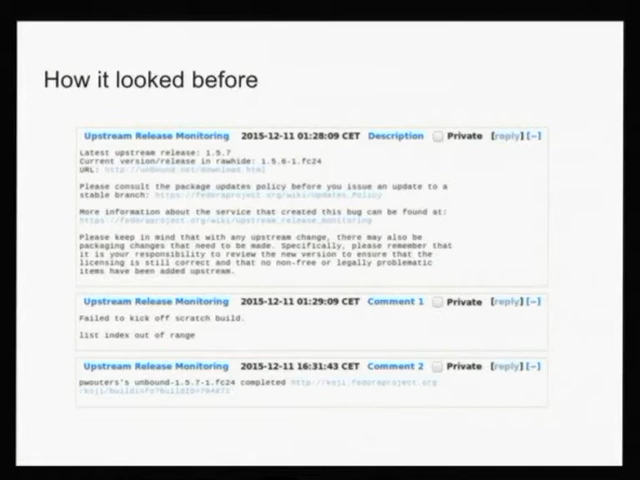 How it looked before
Upstream Release Monitoring 2015-12-11 01:28:09 CET Description Private [reply] [−]
Latest upstream release: 1.5.7
Current version/release in rawhide: 1.5.6-1.fc24
URL: http://unbound.net/download.html
Please consult the package updates policy before you issue an update to a
stable branch: https://fedoraproject.org/wiki/Updates_Policy
More information about the service that created this bug can be found at:
https://fedoraproject.org/wiki/upstream_release_monitoring
Please keep in mind that with any upstream change, there may also be
packaging changes that need to be made. Specifically, please remember that
it is your responsibility to review the new version to ensure that the
licensing is still correct and that no non-free or legally problematic
items have been added upstream.
Upstream Release Monitoring 2015-12-11 01:29:09 CET Comment 1 Private [reply] [−]
Failed to kick off scratch build.
list index out of range
Upstream Release Monitoring 2015-12-11 16:31:43 CET Comment 2 Private [reply] [−]
pwouters's unbound-1.5.7-1.fc24 completed http://koji.fedoraproject.org